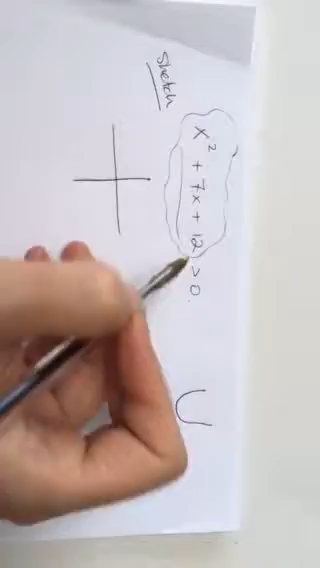 x² + 7x + 12 > 0
Sketch